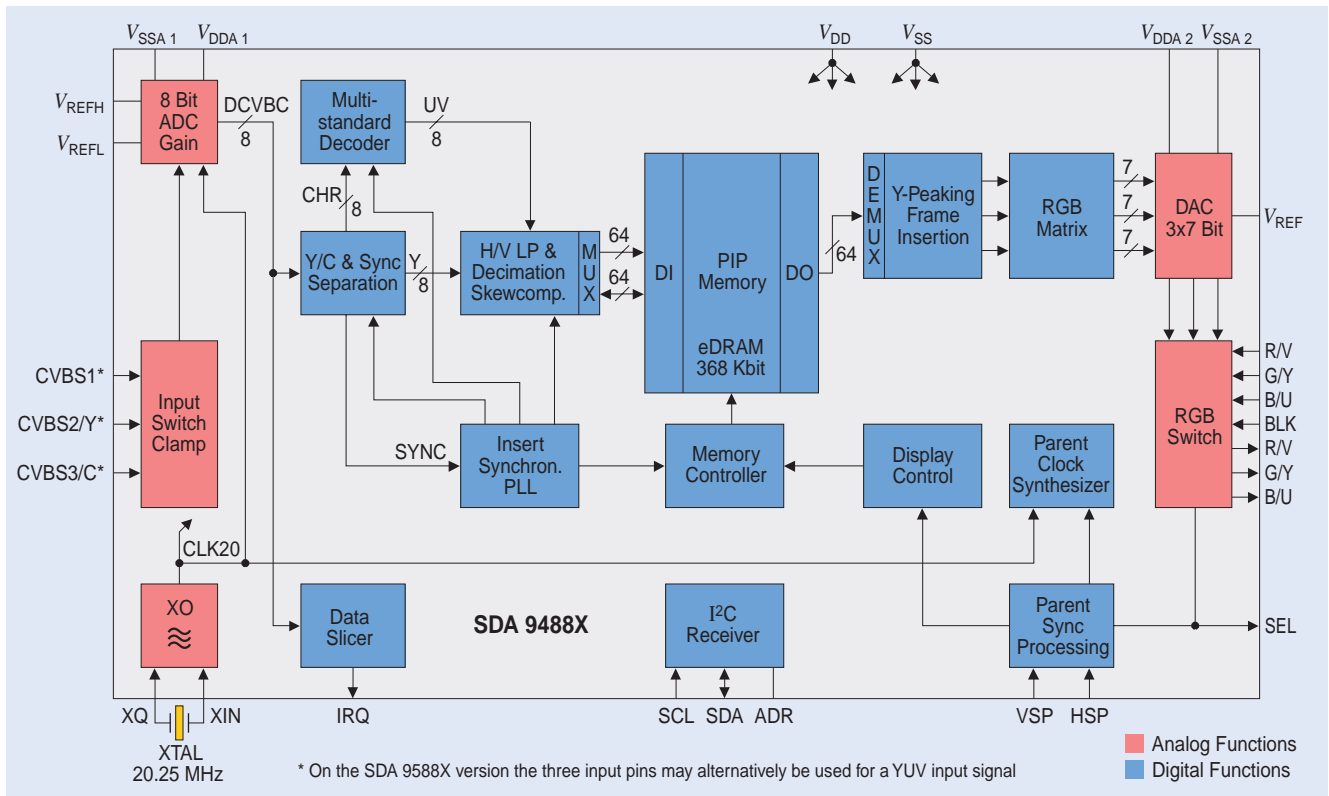 VSSA 1
VDDA 1
VDD
VSS
VDDA 2
VSSA 2
VREFH
VREFL
8 Bit
ADC
Gain
DCVBC
8
Multi-
standard
Decoder
UV
8
CHR
8
Y/C & Sync
Separation
Y
8
H/V LP &
Decimation
Skewcomp.
MUX
64
64
DI
PIP
Memory
eDRAM
368 Kbit
DO
64
DEMUX
Y-Peaking
Frame
Insertion
RGB
Matrix
7
7
7
DAC
3x7 Bit
VREF
CVBS1*
CVBS2/Y*
CVBS3/C*
Input
Switch
Clamp
SYNC
Insert
Synchron.
PLL
Memory
Controller
Display
Control
Parent
Clock
Synthesizer
RGB
Switch
R/V
G/Y
B/U
BLK
R/V
G/Y
B/U
CLK20
XO
Data
Slicer
SDA 9488X
I²C
Receiver
Parent
Sync
Processing
SEL
XQ
XIN
IRQ
SCL
SDA
ADR
VSP
HSP
XTAL
20.25 MHz
* On the SDA 9588X version the three input pins may alternatively be used for a YUV input signal
Analog Functions
Digital Functions